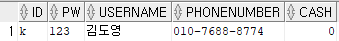 ID PW USERNAME PHONENUMBER CASH
1 k 123 김도영 010-7688-8774 0